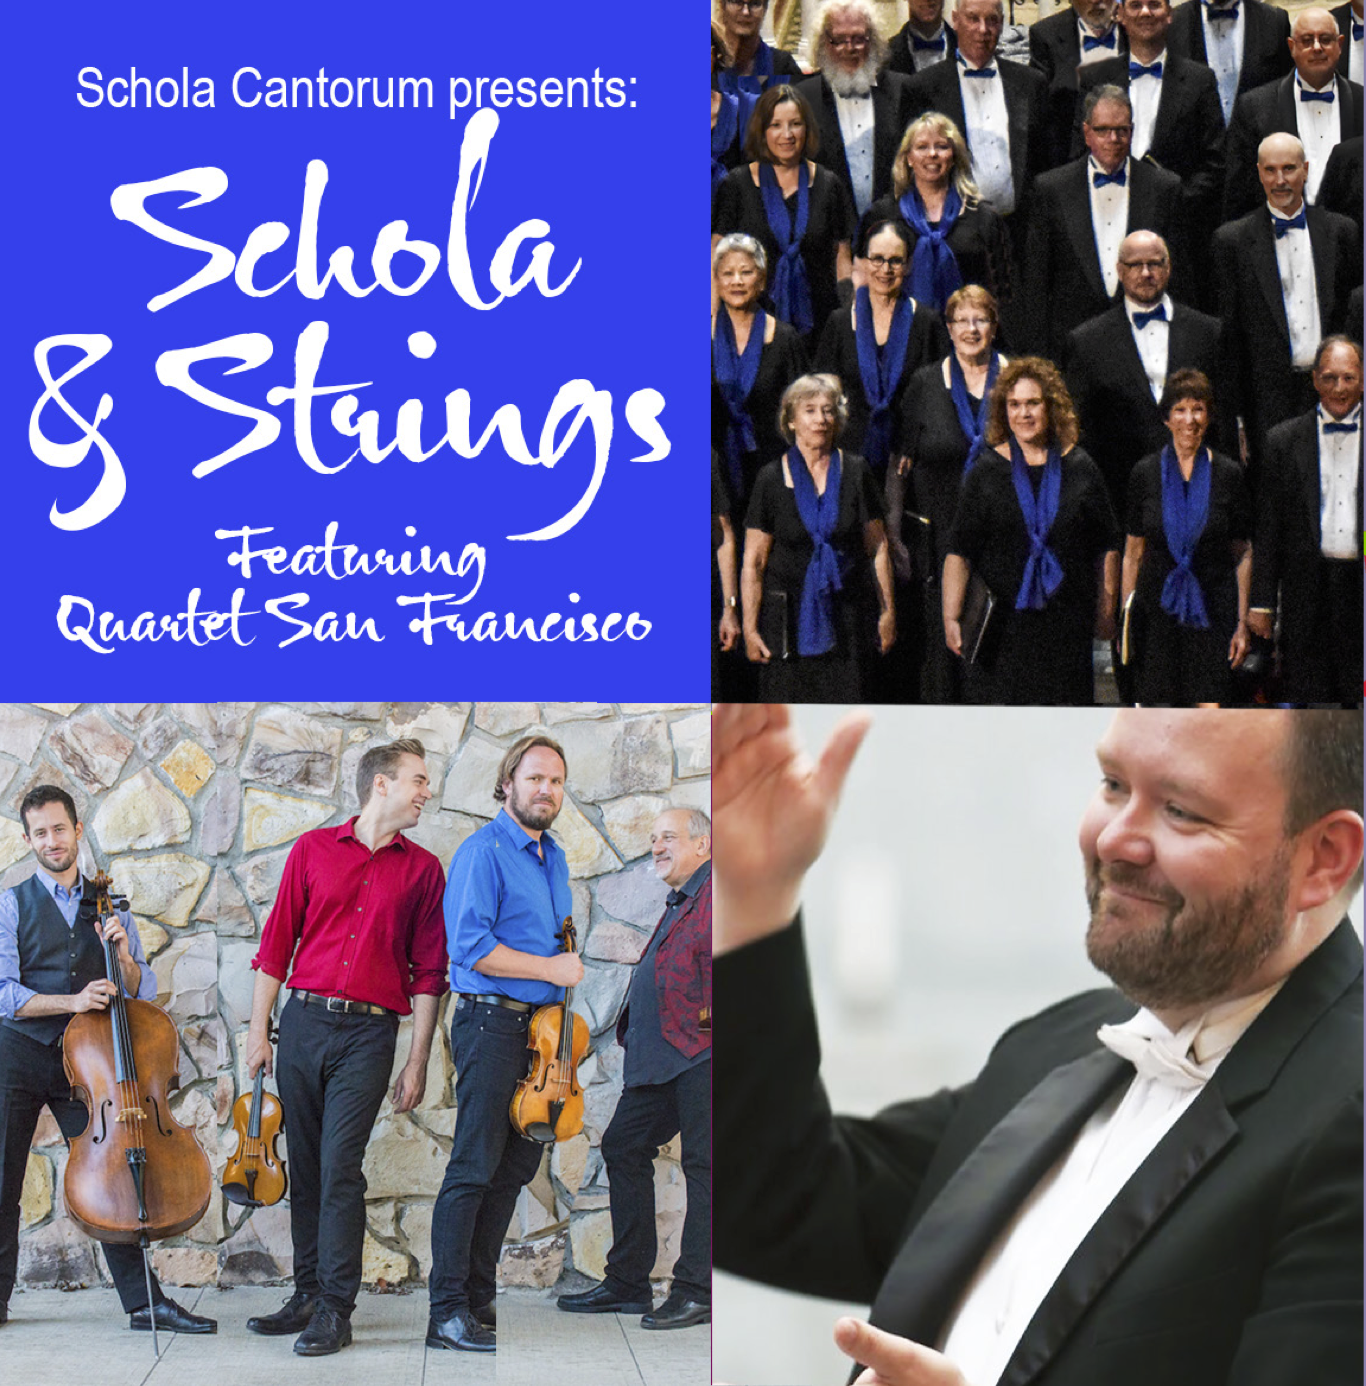 Schola Cantorum presents:
Schola
& Strings
Featuring
Quartet San Francisco